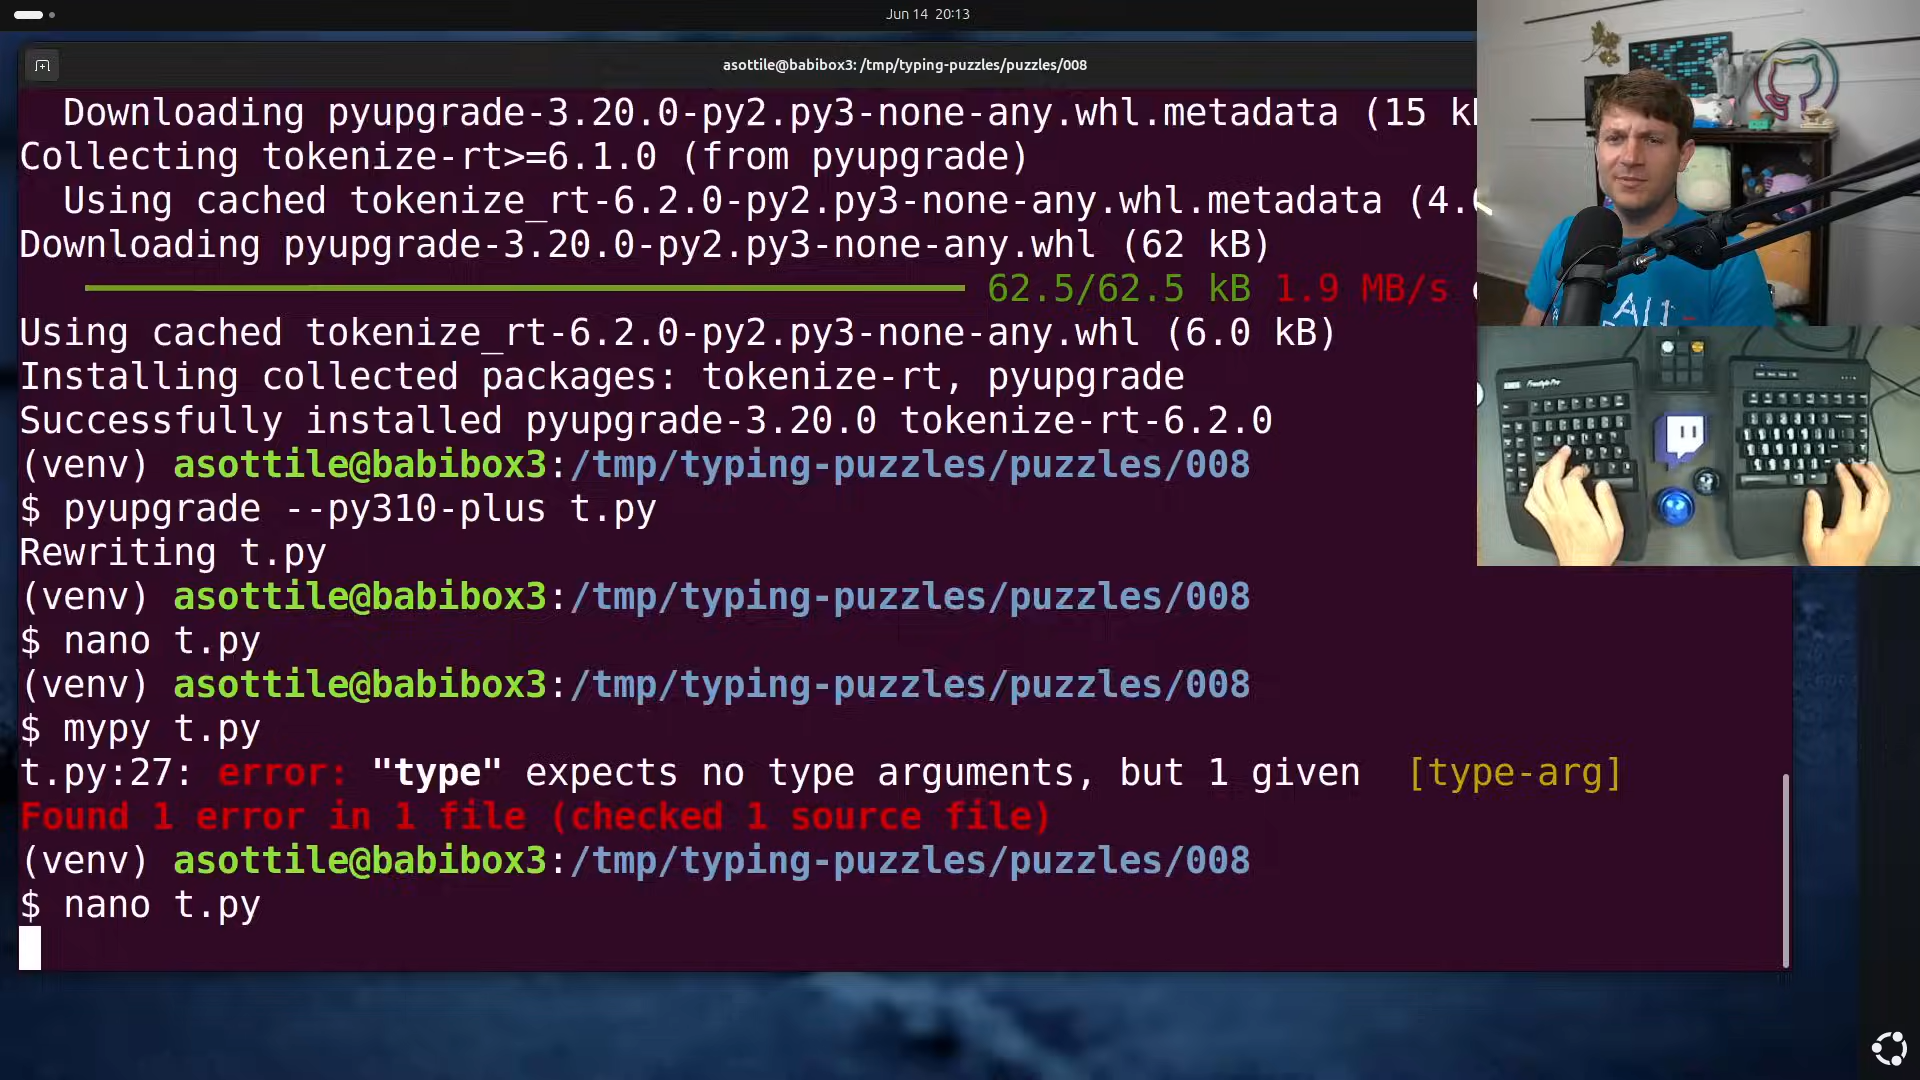 Jun 14 20:13
asottile@babibox3: /tmp/typing-puzzles/puzzles/008
Downloading pyupgrade-3.20.0-py2.py3-none-any.whl.metadata (15 k
Collecting tokenize-rt>=6.1.0 (from pyupgrade)
Using cached tokenize_rt-6.2.0-py2.py3-none-any.whl.metadata (4.
Downloading pyupgrade-3.20.0-py2.py3-none-any.whl (62 kB)
62.5/62.5 kB 1.9 MB/s
Using cached tokenize_rt-6.2.0-py2.py3-none-any.whl (6.0 kB)
Installing collected packages: tokenize-rt, pyupgrade
Successfully installed pyupgrade-3.20.0 tokenize-rt-6.2.0
(venv) asottile@babibox3:/tmp/typing-puzzles/puzzles/008
$ pyupgrade --py310-plus t.py
Rewriting t.py
(venv) asottile@babibox3:/tmp/typing-puzzles/puzzles/008
$ nano t.py
(venv) asottile@babibox3:/tmp/typing-puzzles/puzzles/008
$ mypy t.py
t.py:27: error: "type" expects no type arguments, but 1 given [type-arg]
Found 1 error in 1 file (checked 1 source file)
(venv) asottile@babibox3:/tmp/typing-puzzles/puzzles/008
$ nano t.py